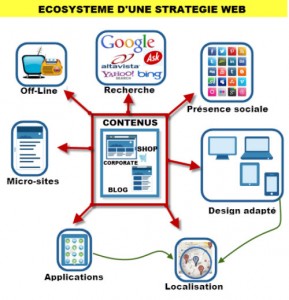 ECOSYSTEME D'UNE STRATEGIE WEB
Google
altavista
Ask
YAHOO!
SEARCH
bing
Off-Line
Recherche
Présence sociale
CONTENUS
SHOP
CORPORATE
BLOG
Micro-sites
Design adapté
Applications
Localisation